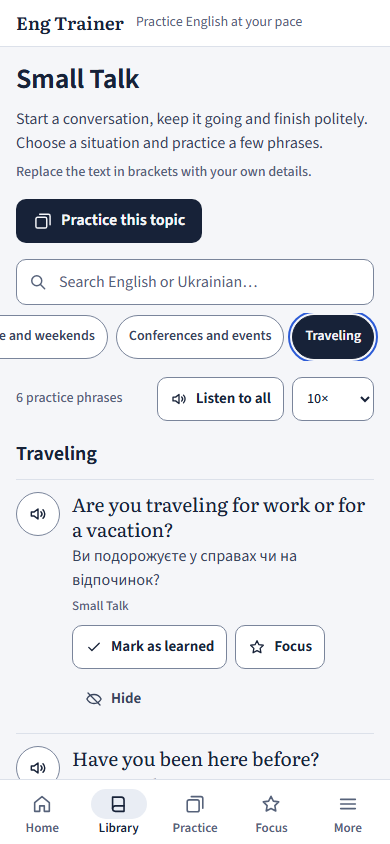 Eng Trainer Practice English at your pace
Small Talk
Start a conversation, keep it going and finish politely.
Choose a situation and practice a few phrases.
Replace the text in brackets with your own details.
Practice this topic
Search English or Ukrainian…
e and weekends Conferences and events Traveling
6 practice phrases Listen to all 10×
Traveling
Are you traveling for work or for
a vacation?
Ви подорожуєте у справах чи на
відпочинок?
Small Talk
Mark as learned Focus
Hide
Have you been here before?
Home Library Practice Focus More